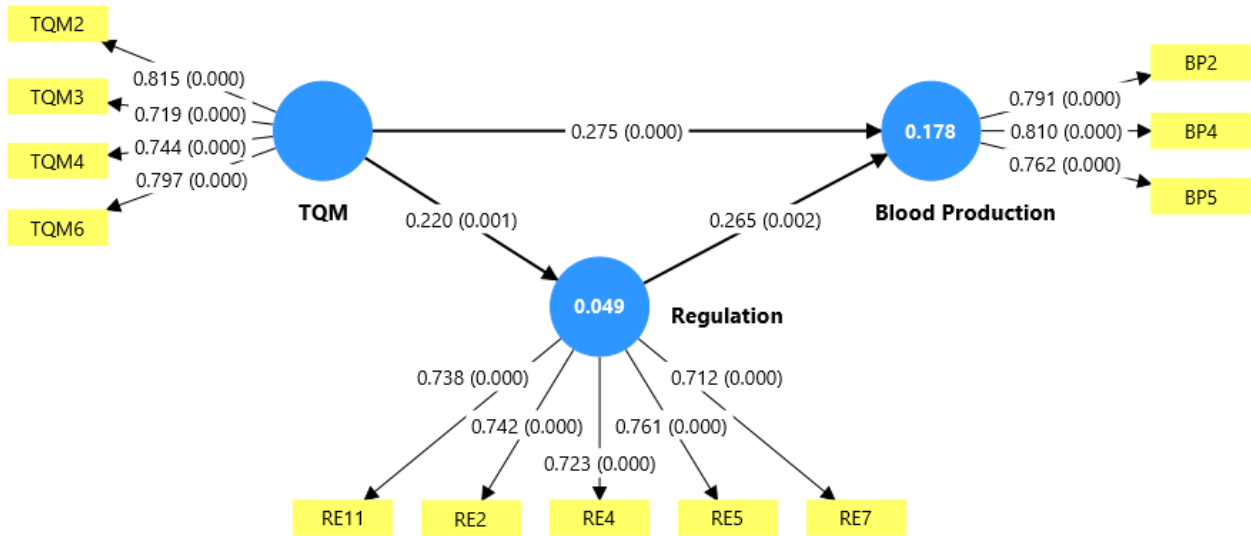 TQM2
0.815 (0.000)
TQM3
0.719 (0.000)
TQM4
0.744 (0.000)
0.797 (0.000)
TQM6
TQM
0.275 (0.000)
0.178
Blood Production
BP2
0.791 (0.000)
0.810 (0.000)
BP4
0.762 (0.000)
BP5
0.220 (0.001)
0.265 (0.002)
0.049
Regulation
0.738 (0.000)
0.712 (0.000)
0.742 (0.000)
0.761 (0.000)
0.723 (0.000)
RE11
RE2
RE4
RE5
RE7